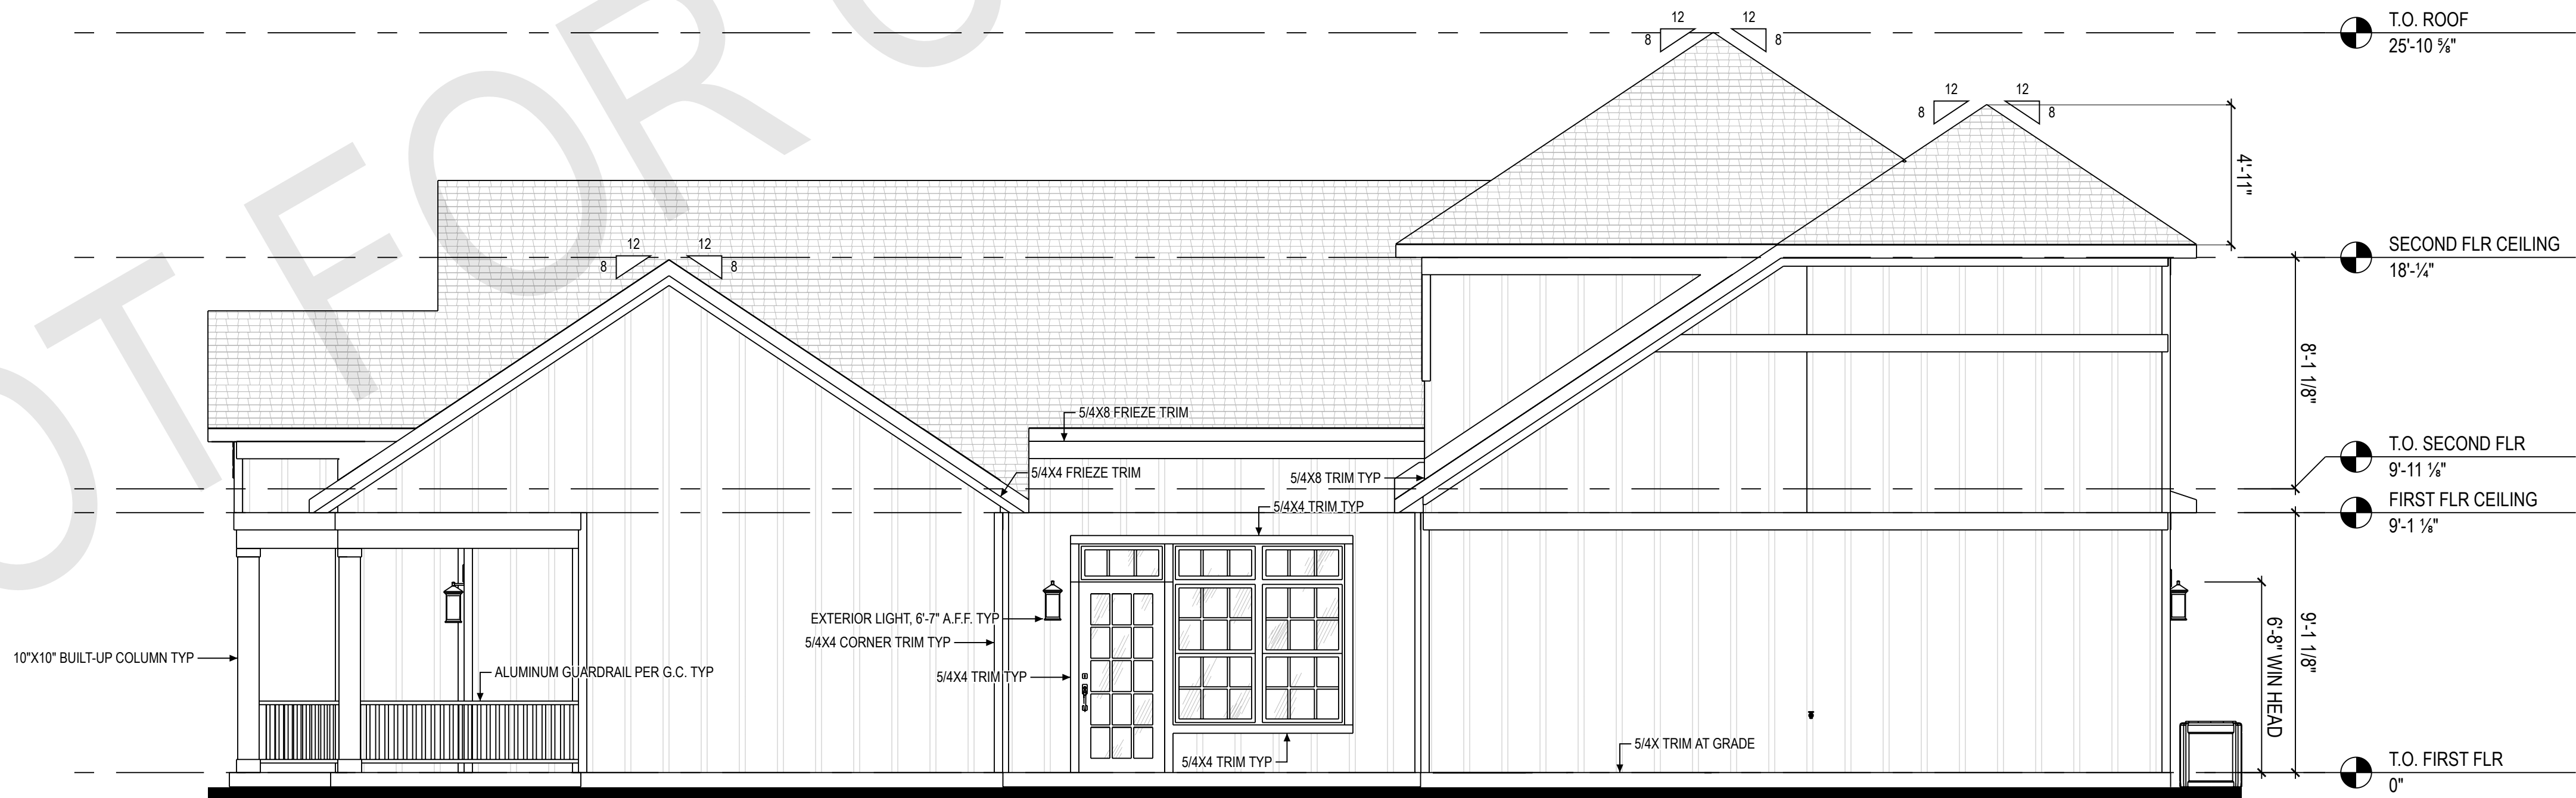 NOT FOR C
12 12
8 8
T.O. ROOF
25'-10 ⅝"
12 12
8 8
4'-11"
12 12
8 8
SECOND FLR CEILING
18'-¼"
8'-1 1/8"
5/4X8 FRIEZE TRIM
T.O. SECOND FLR
9'-11 ⅛"
5/4X4 FRIEZE TRIM
5/4X8 TRIM TYP
FIRST FLR CEILING
9'-1 ⅛"
5/4X4 TRIM TYP
EXTERIOR LIGHT, 6'-7" A.F.F. TYP
5/4X4 CORNER TRIM TYP
10"X10" BUILT-UP COLUMN TYP
ALUMINUM GUARDRAIL PER G.C. TYP
5/4X4 TRIM TYP
6'-8" WIN HEAD
9'-1 1/8"
5/4X TRIM AT GRADE
5/4X4 TRIM TYP
T.O. FIRST FLR
0"